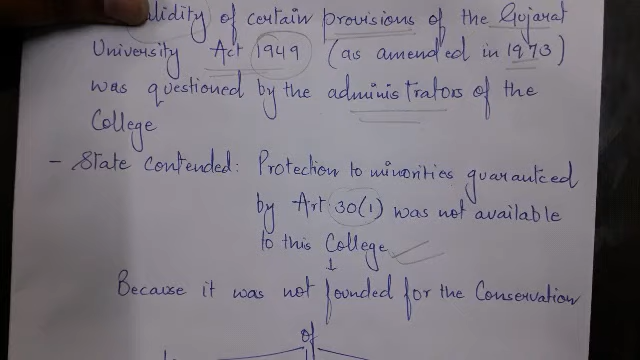 validity of certain provisions of the Gujarat
University Act 1949 (as amended in 1973)
was questioned by the administrators of the
College
- State contended: Protection to minorities guaranteed
by Art 30(1) was not available
to this College
↓
Because it was not founded for the Conservation
of